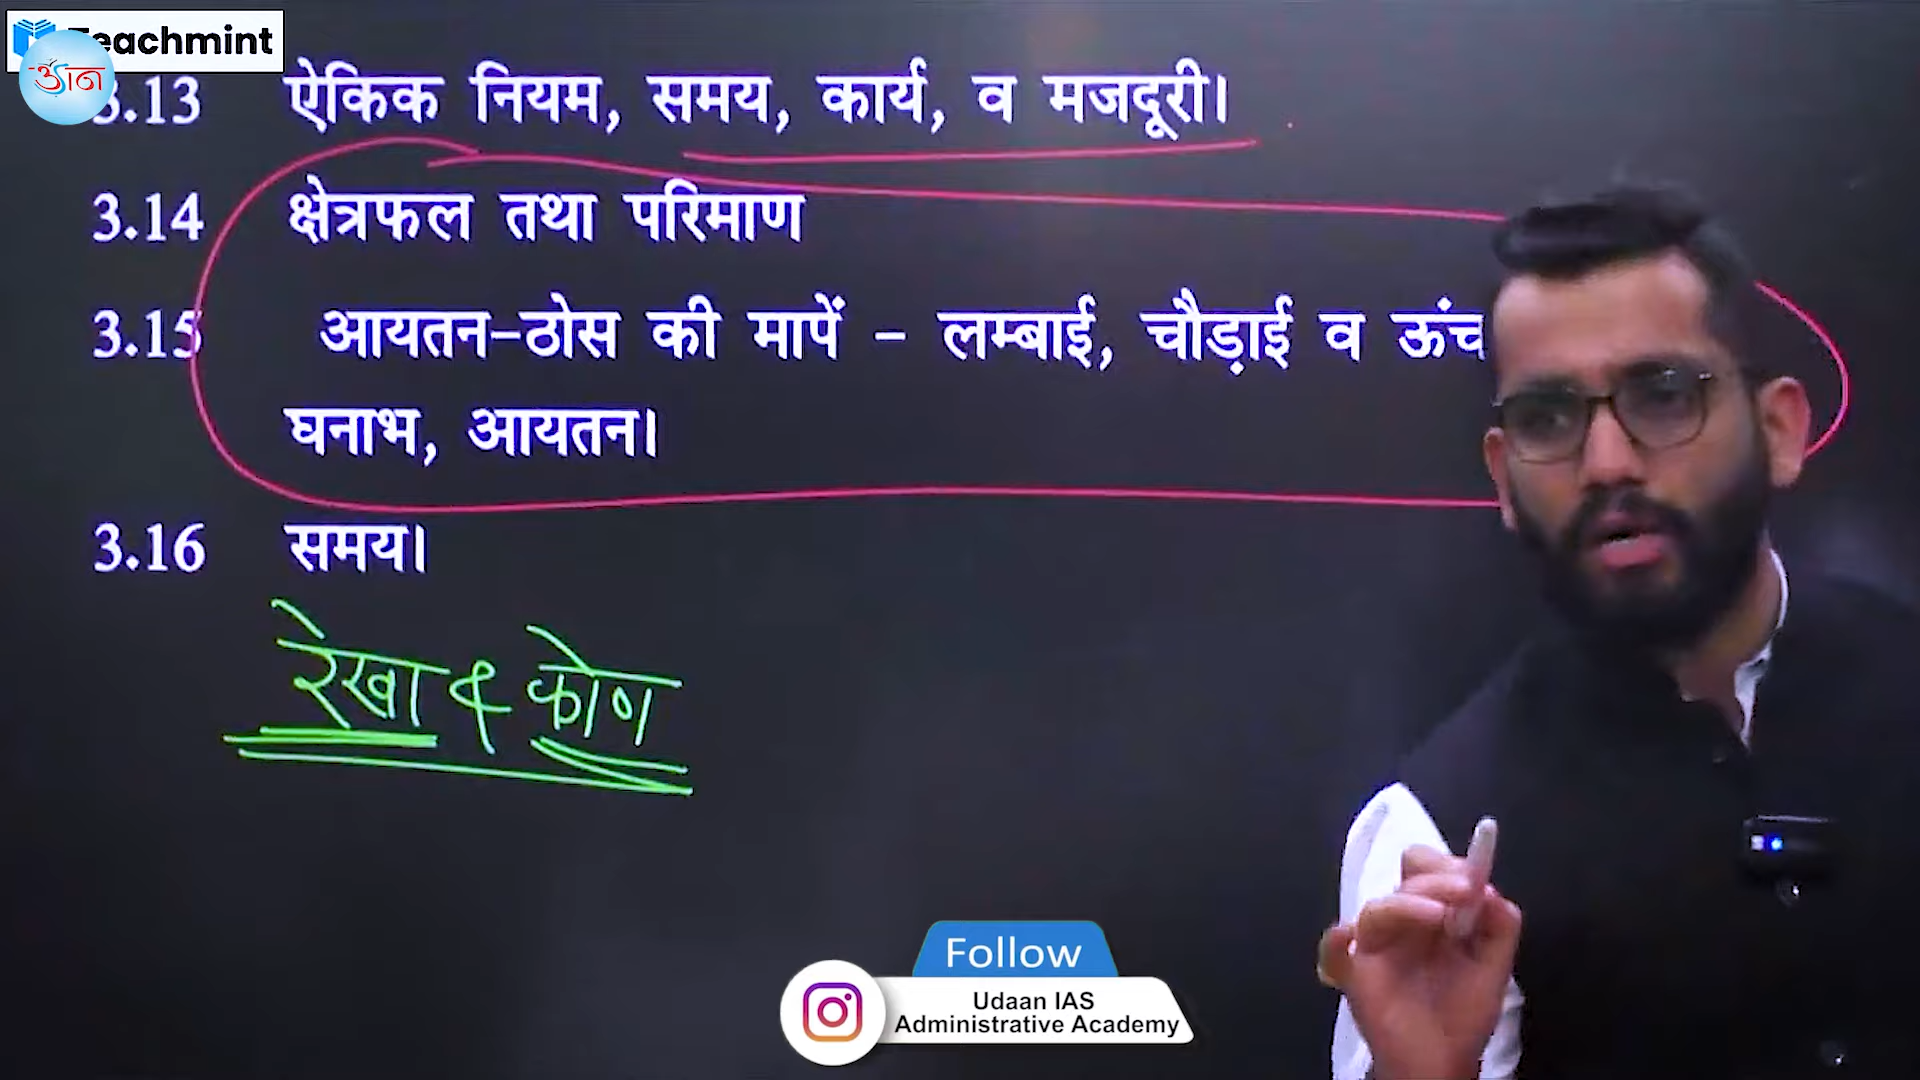 Teachmint
उड़ान
3.13 ऐकिक नियम, समय, कार्य, व मजदूरी।
3.14 क्षेत्रफल तथा परिमाण
3.15 आयतन-ठोस की मापें - लम्बाई, चौड़ाई व ऊंच
घनाभ, आयतन।
3.16 समय।
रेखा & कोण
Follow
Udaan IAS
Administrative Academy